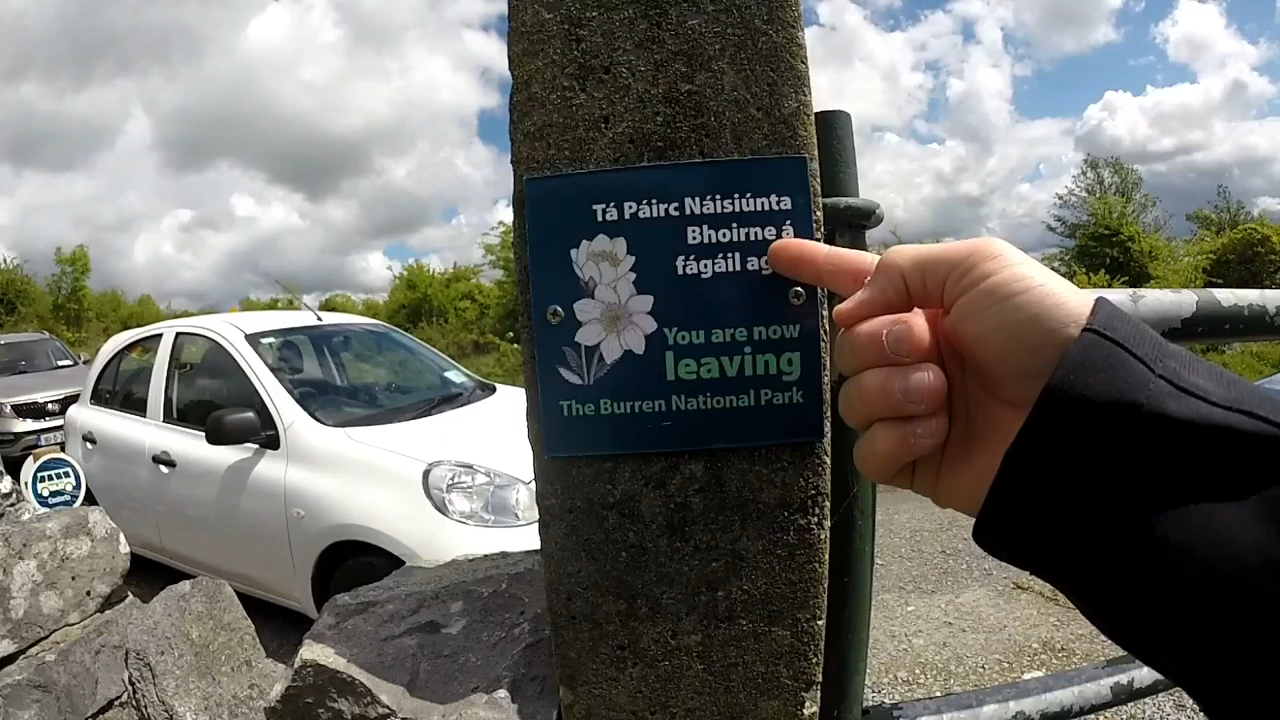 Tá Páirc Náisiúnta
Bhoirne á
fágáil
You are now
leaving
The Burren National Park